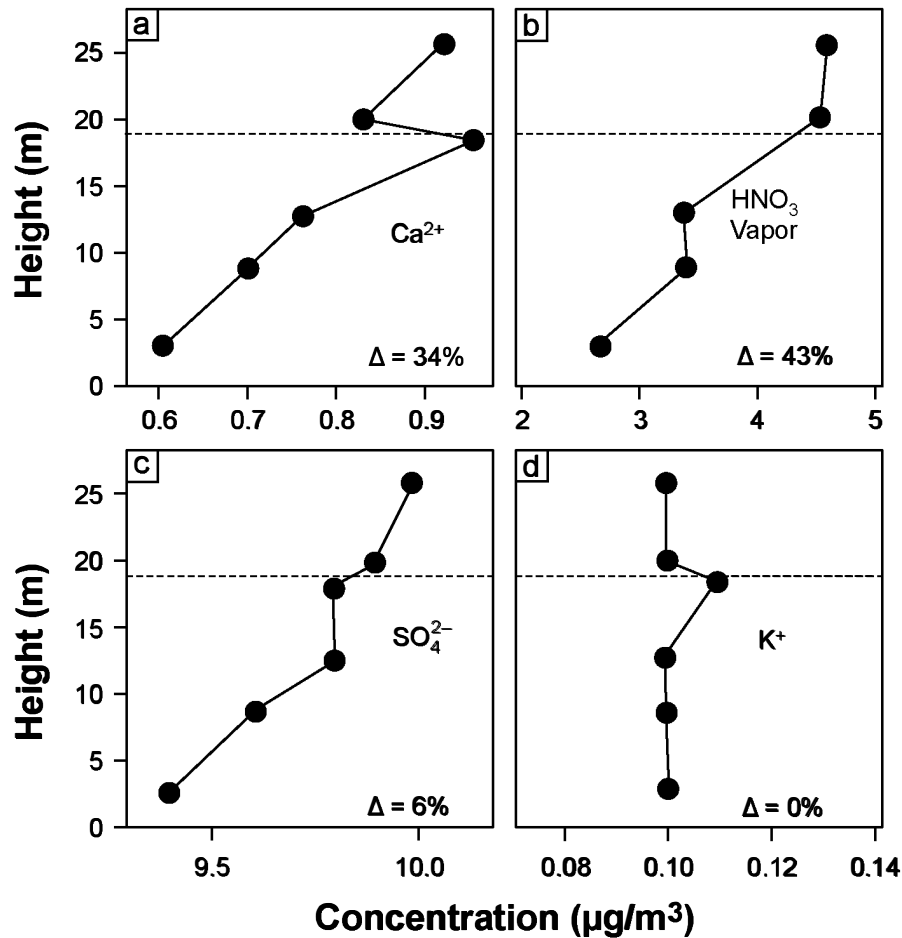 a
b
25
20
15
10
5
0
Height (m)
Ca²⁺
HNO₃
Vapor
Δ = 34%
Δ = 43%
0.6 0.7 0.8 0.9
2 3 4 5
c
d
25
20
15
10
5
0
Height (m)
SO₄²⁻
K⁺
Δ = 6%
Δ = 0%
9.5 10.0
0.08 0.10 0.12 0.14
Concentration (μg/m³)